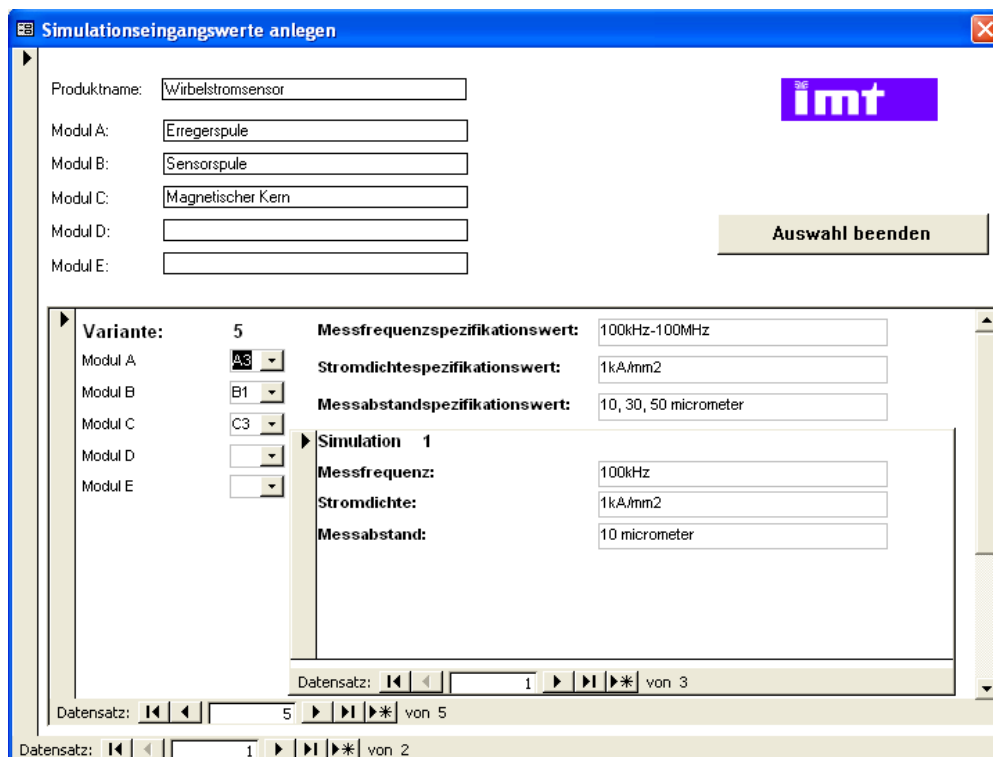 Simulationseingangswerte anlegen
Produktname: Wirbelstromsensor
imt
Modul A: Erregerspule
Modul B: Sensorspule
Modul C: Magnetischer Kern
Modul D:
Auswahl beenden
Modul E:
Variante: 5
Modul A A3
Modul B B1
Modul C C3
Modul D
Modul E
Messfrequenzspezifikationswert: 100kHz-100MHz
Stromdichtespezifikationswert: 1kA/mm2
Messabstandspezifikationswert: 10, 30, 50 micrometer
Simulation 1
Messfrequenz: 100kHz
Stromdichte: 1kA/mm2
Messabstand: 10 micrometer
Datensatz: 1 von 3
Datensatz: 5 von 5
Datensatz: 1 von 2